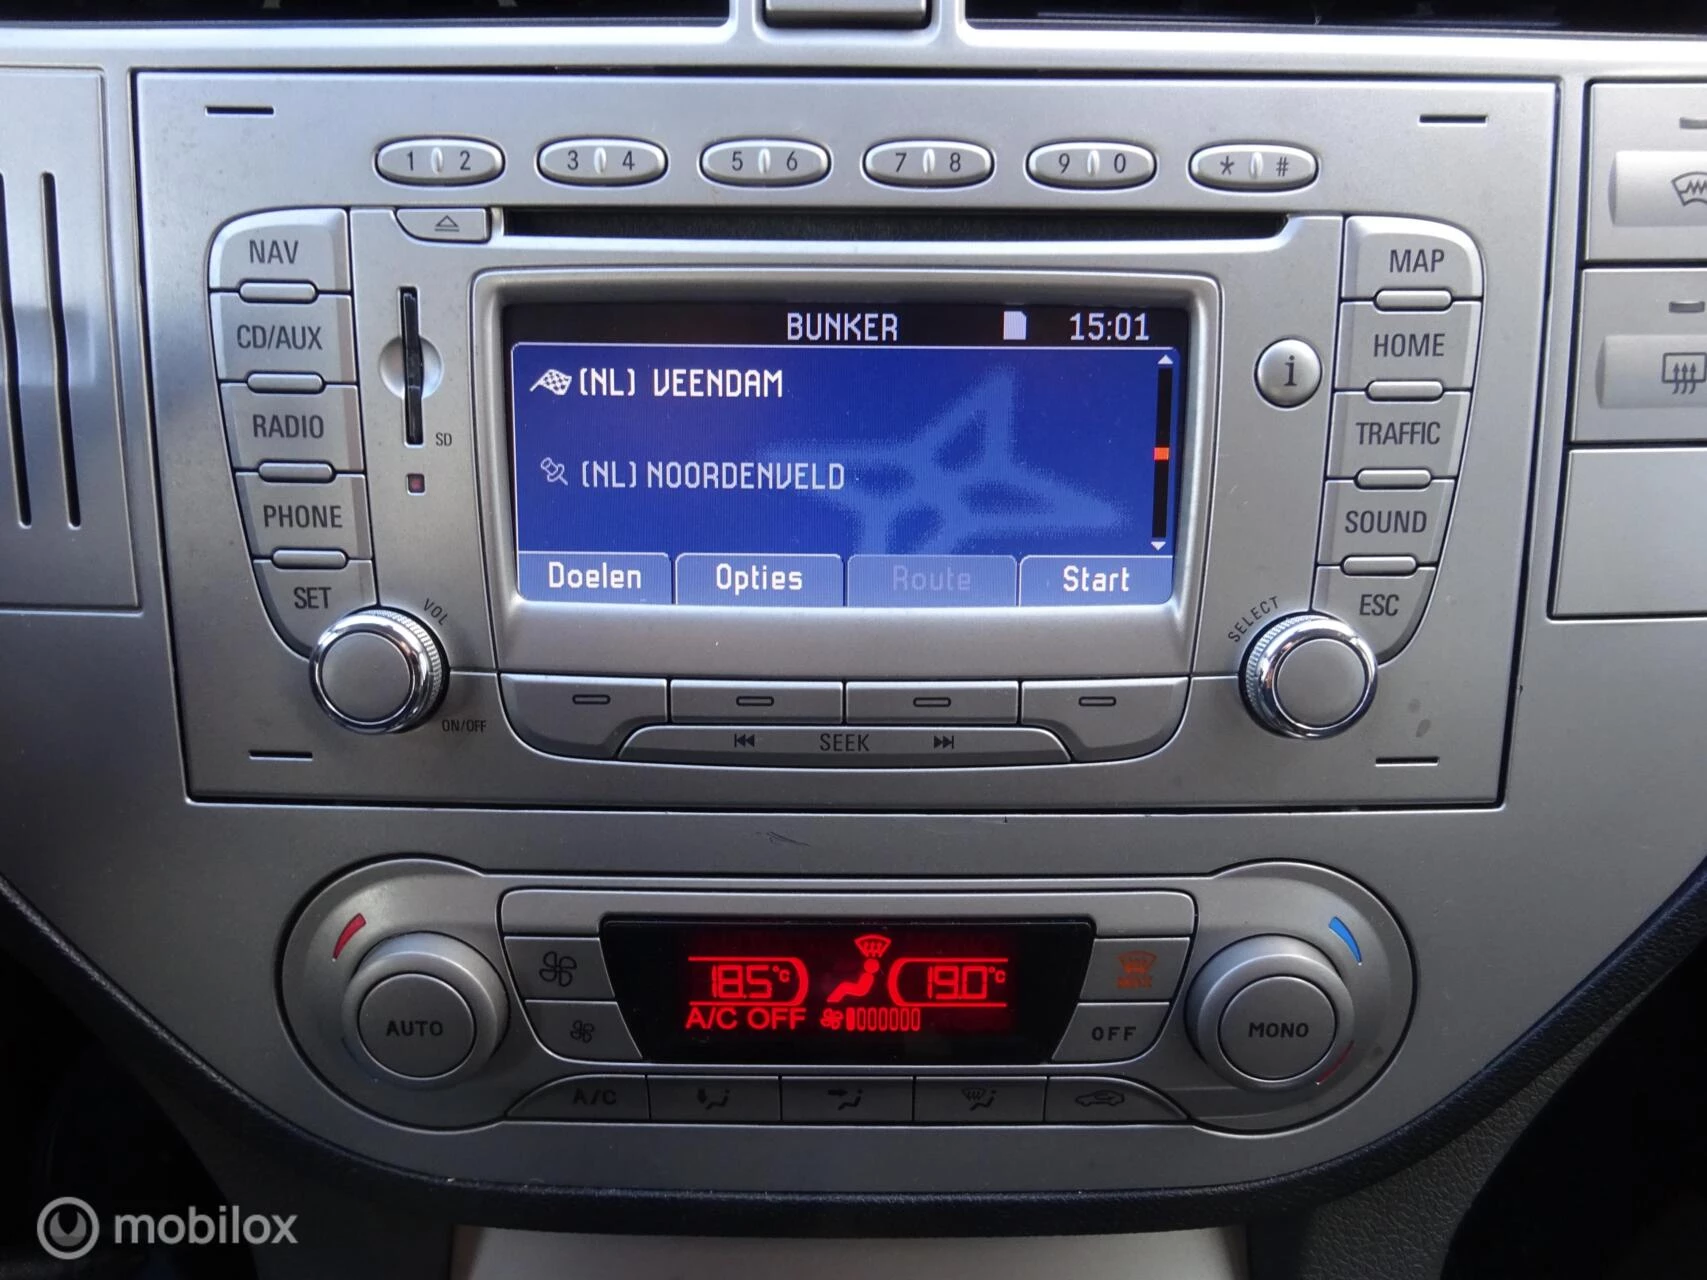 1 2 3 4 5 6 7 8 9 0 * #
NAV
CD/AUX
RADIO
PHONE
SET
VOL
ON/OFF
SD
BUNKER 15:01
(NL) VEENDAM
(NL) NOORDENVELD
Doelen Opties Route Start
SEEK
i
MAP
HOME
TRAFFIC
SOUND
ESC
SELECT
AUTO
18.5°C 19.0°C
A/C OFF
MAX
OFF
MONO
A/C
mobilox